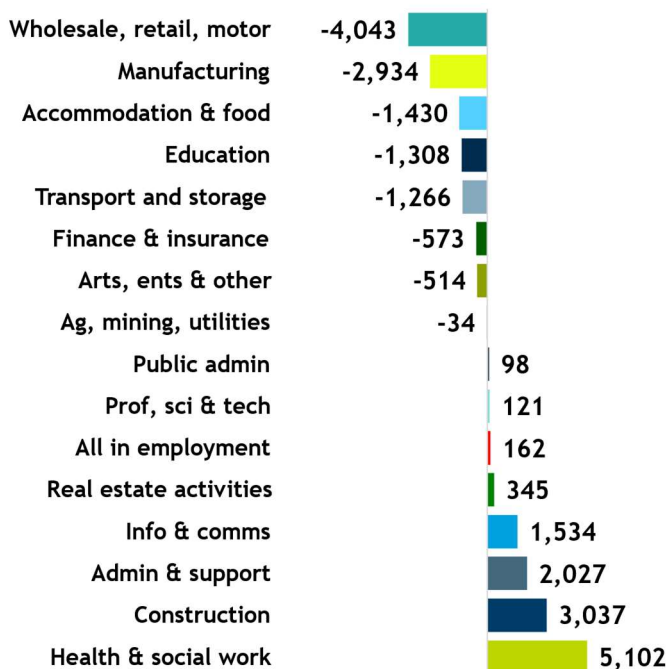 Wholesale, retail, motor -4,043
Manufacturing -2,934
Accommodation & food -1,430
Education -1,308
Transport and storage -1,266
Finance & insurance -573
Arts, ents & other -514
Ag, mining, utilities -34
Public admin 98
Prof, sci & tech 121
All in employment 162
Real estate activities 345
Info & comms 1,534
Admin & support 2,027
Construction 3,037
Health & social work 5,102